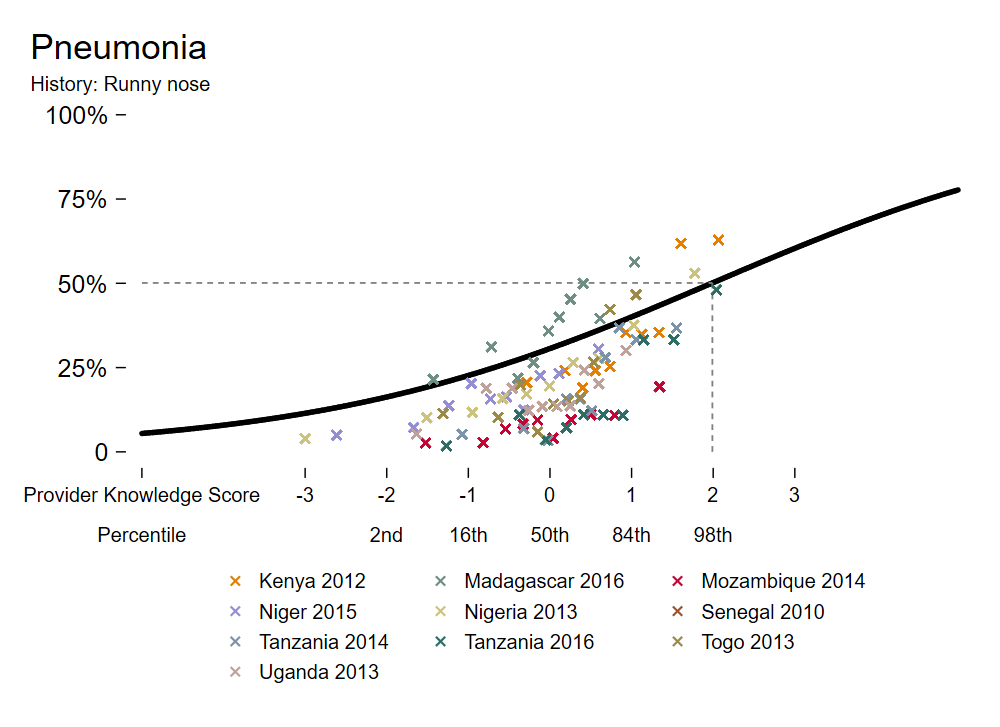 Pneumonia
History: Runny nose
100%
75%
50%
25%
0
Provider Knowledge Score -3 -2 -1 0 1 2 3
Percentile 2nd 16th 50th 84th 98th
Kenya 2012 Madagascar 2016 Mozambique 2014
Niger 2015 Nigeria 2013 Senegal 2010
Tanzania 2014 Tanzania 2016 Togo 2013
Uganda 2013